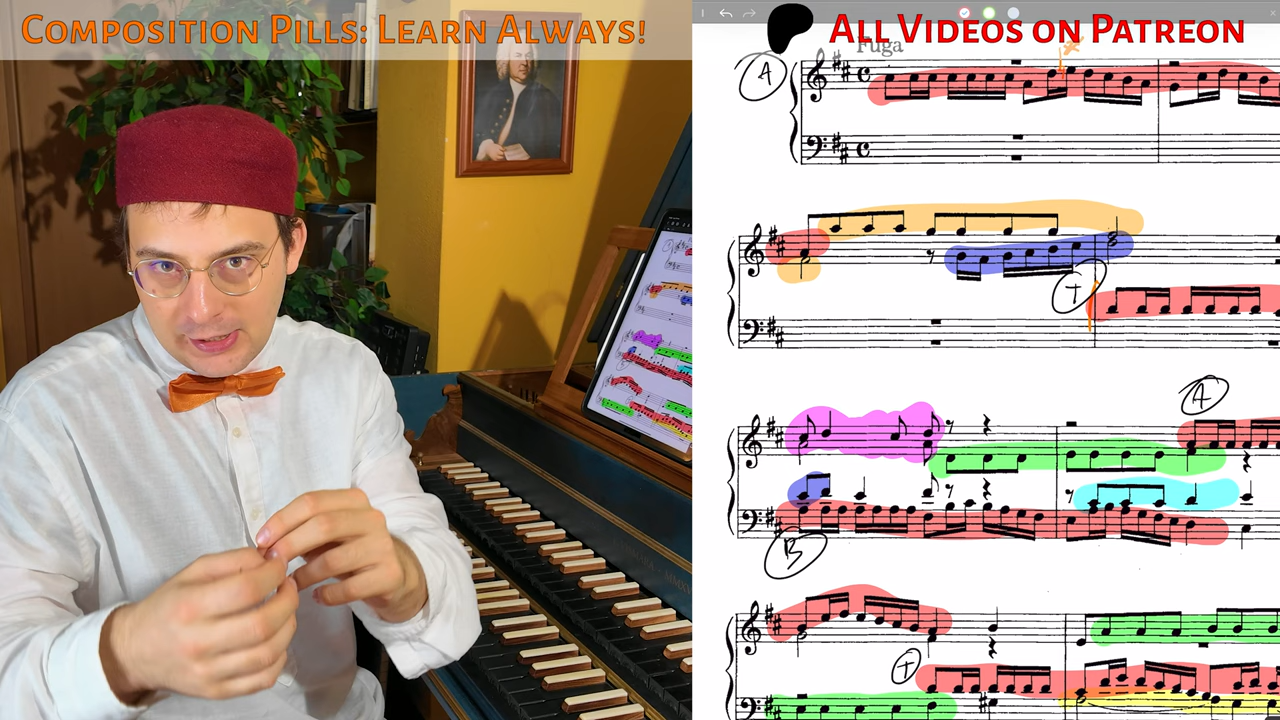 Composition Pills: Learn Always!
All Videos on Patreon
Fuga
A
T
A
B
T